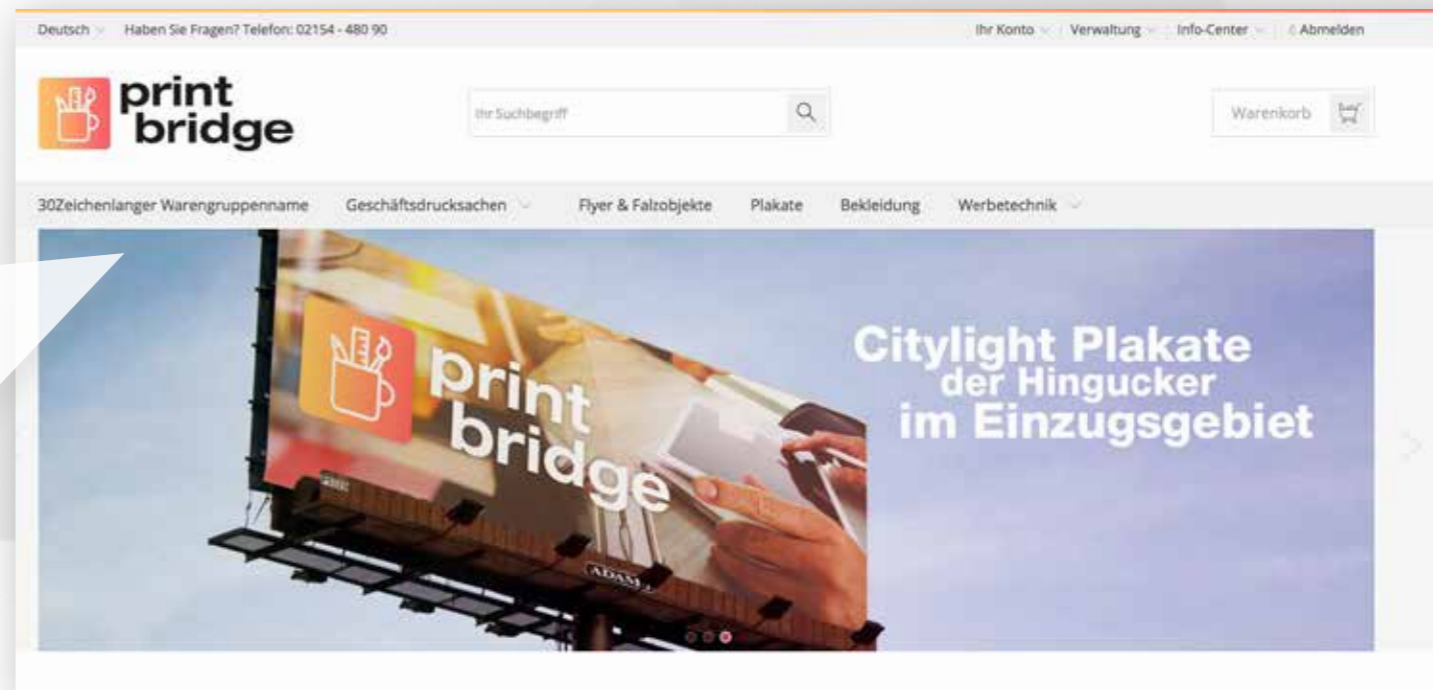 Deutsch
Haben Sie Fragen? Telefon: 02154 - 480 90
Ihr Konto
Verwaltung
Info-Center
Abmelden
print
bridge
Ihr Suchbegriff
Warenkorb
30Zeichenlanger Warengruppenname
Geschäftsdrucksachen
Flyer & Falzobjekte
Plakate
Bekleidung
Werbetechnik
print
bridge
ADAM
Citylight Plakate
der Hingucker
im Einzugsgebiet